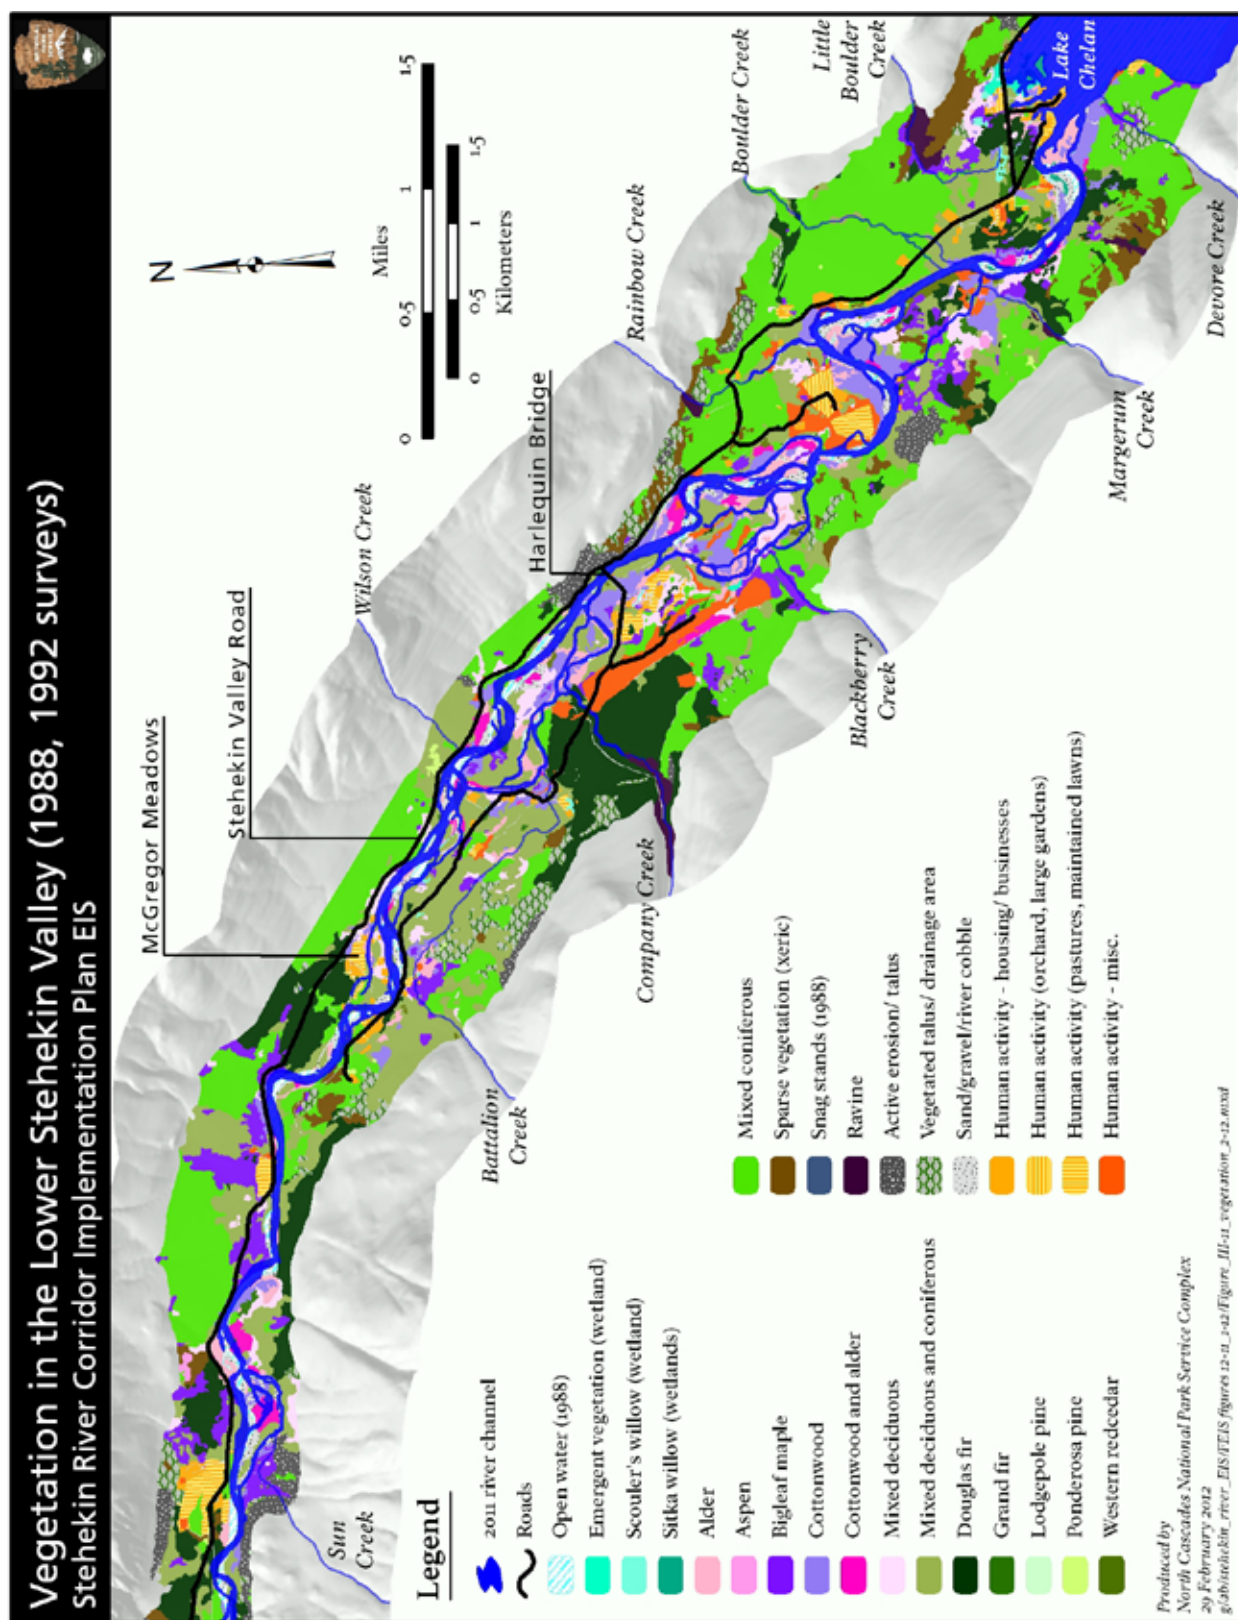 Vegetation in the Lower Stehekin Valley (1988, 1992 surveys)
Stehekin River Corridor Implementation Plan EIS
McGregor Meadows
Stehekin Valley Road
Harlequin Bridge
N
0
0.5
1
1.5
Miles
0
0.5
1
1.5
Kilometers
Wilson Creek
Rainbow Creek
Boulder Creek
Little
Boulder
Creek
Lake
Chelan
Sun
Creek
Battalion
Creek
Company Creek
Blackberry
Creek
Margerum
Creek
Devore Creek
Legend
2011 river channel
Roads
Open water (1988)
Emergent vegetation (wetland)
Scouler's willow (wetland)
Sitka willow (wetlands)
Alder
Aspen
Bigleaf maple
Cottonwood
Cottonwood and alder
Mixed deciduous
Mixed deciduous and coniferous
Douglas fir
Grand fir
Lodgepole pine
Ponderosa pine
Western redcedar
Mixed coniferous
Sparse vegetation (xeric)
Snag stands (1988)
Ravine
Active erosion/ talus
Vegetated talus/ drainage area
Sand/gravel/river cobble
Human activity - housing/ businesses
Human activity (orchard, large gardens)
Human activity (pastures, maintained lawns)
Human activity - misc.
Produced by
North Cascades National Park Service Complex
29 February 2012